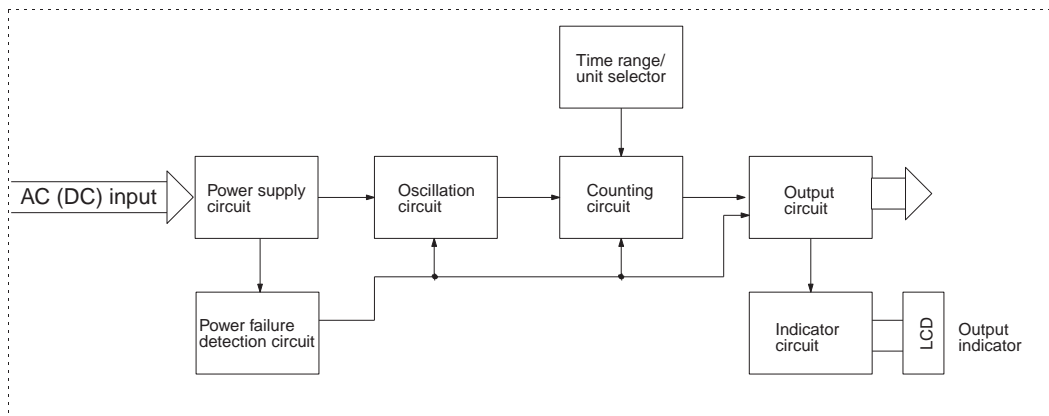 Time range/
unit selector
AC (DC) input
Power supply
circuit
Oscillation
circuit
Counting
circuit
Output
circuit
Power failure
detection circuit
Indicator
circuit
LCD
Output
indicator